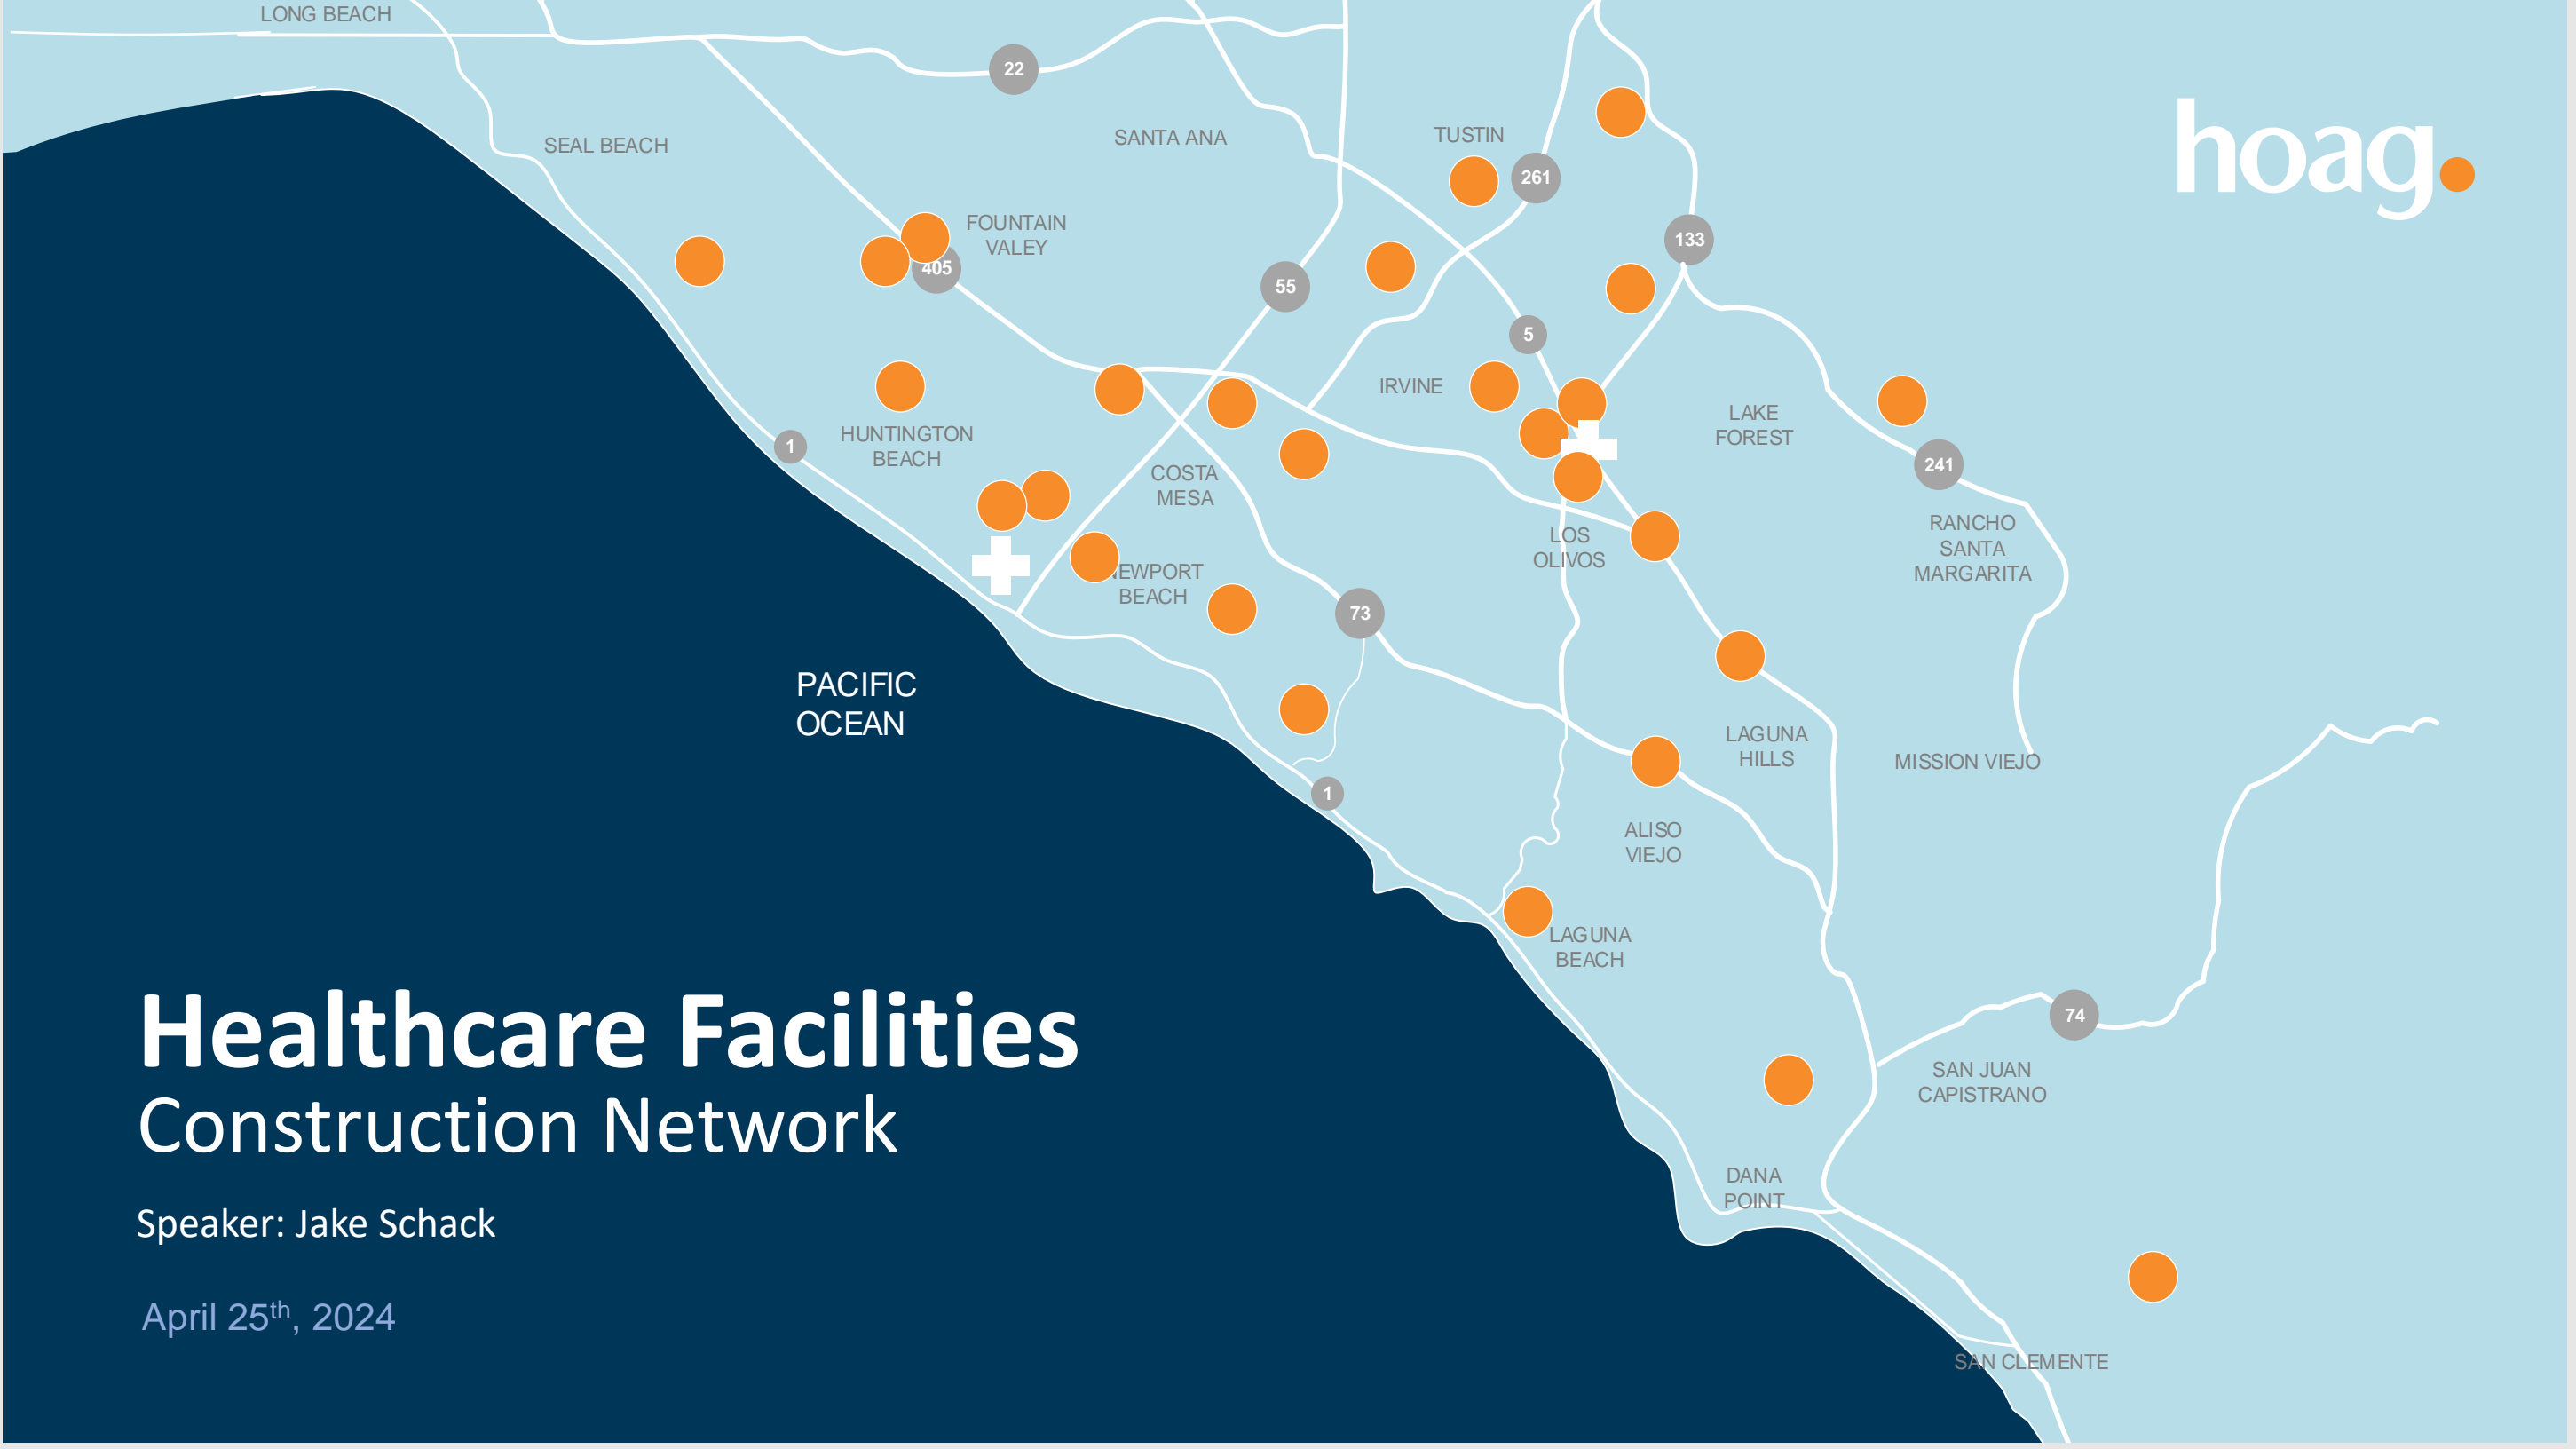 LONG BEACH
22
SEAL BEACH
SANTA ANA
TUSTIN
261
hoag
FOUNTAIN
VALEY
405
133
55
5
IRVINE
LAKE
FOREST
HUNTINGTON
BEACH
1
241
COSTA
MESA
RANCHO
SANTA
MARGARITA
LOS
OLIVOS
NEWPORT
BEACH
73
PACIFIC
OCEAN
LAGUNA
HILLS
MISSION VIEJO
1
ALISO
VIEJO
LAGUNA
BEACH
74
SAN JUAN
CAPISTRANO
DANA
POINT
SAN CLEMENTE
Healthcare Facilities
Construction Network
Speaker: Jake Schack
April 25th, 2024